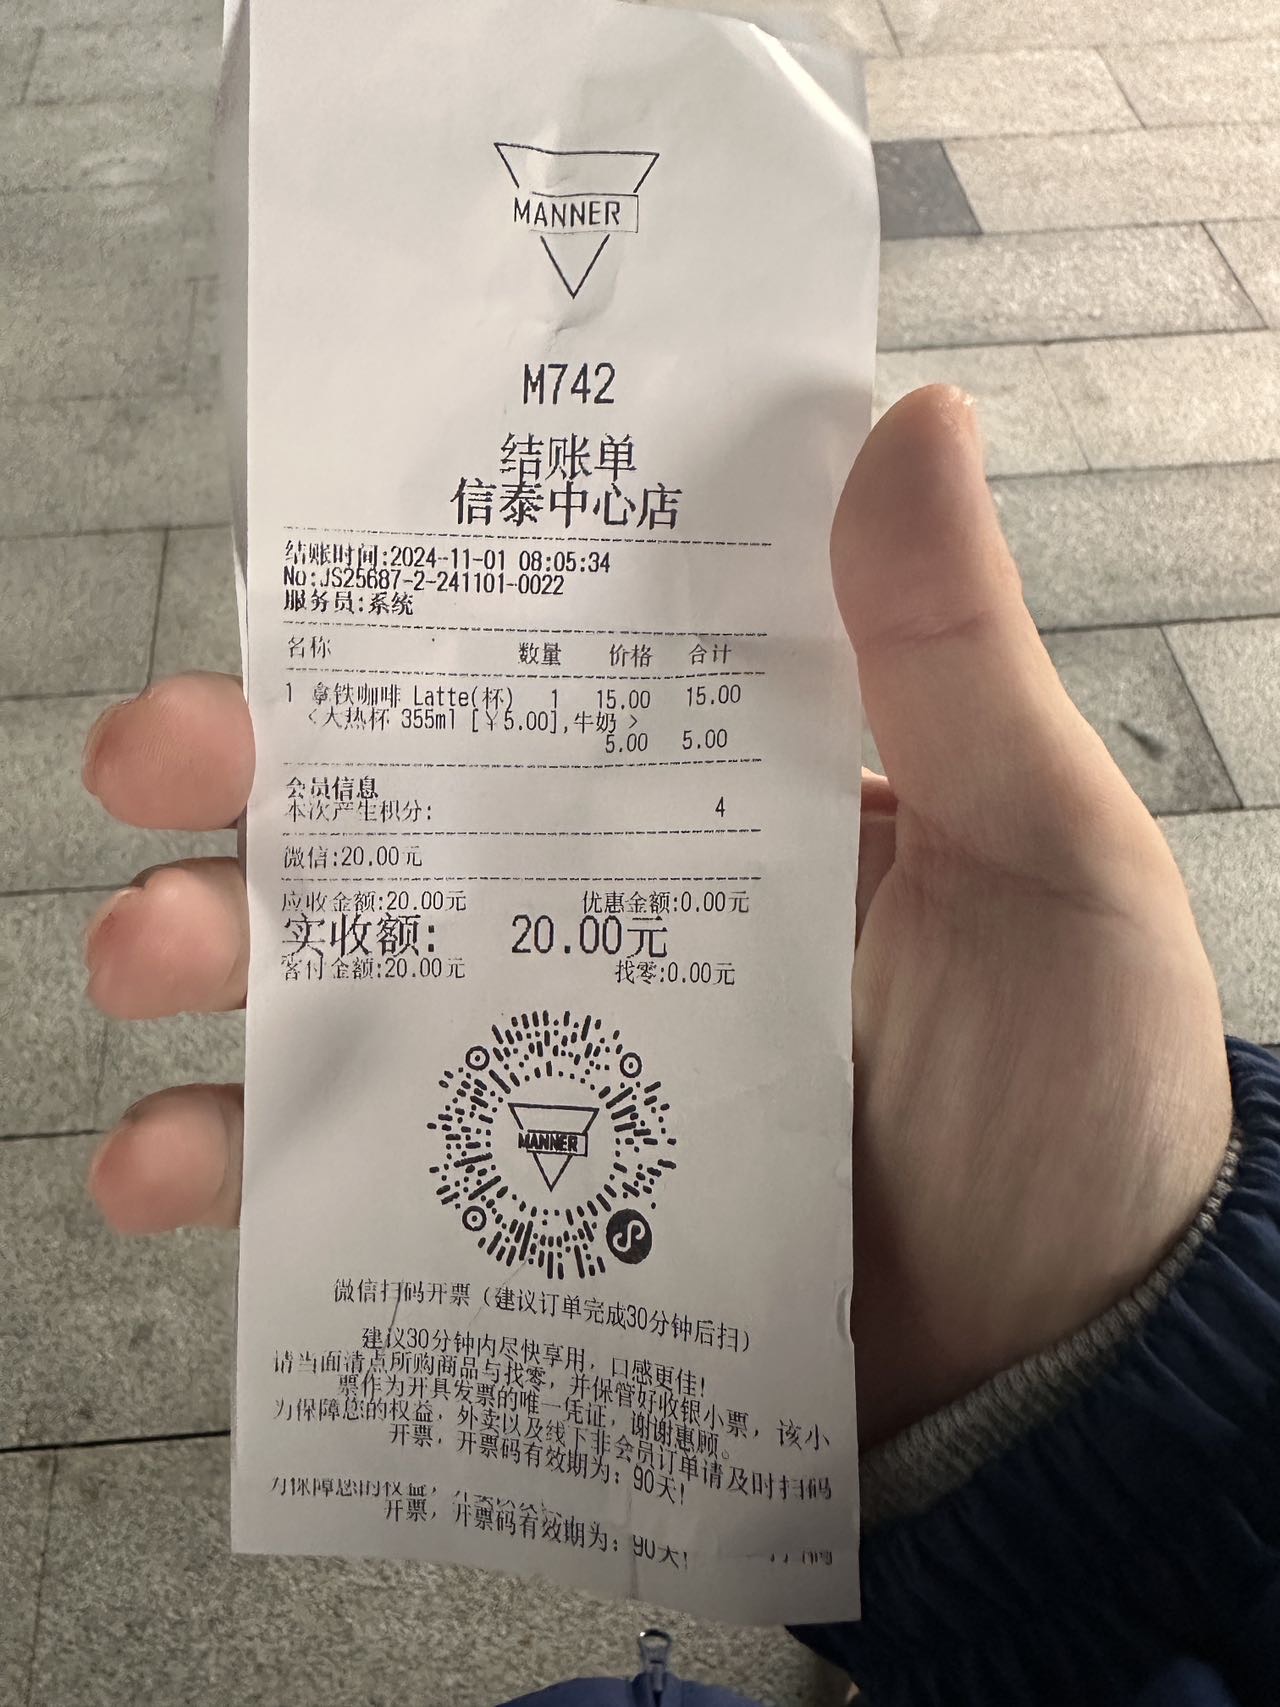 MANNER
M742
结账单
信泰中心店
结账时间:2024-11-01 08:05:34
No:JS25687-2-241101-0022
服务员:系统
名称 数量 价格 合计
1 拿铁咖啡 Latte(杯) 1 15.00 15.00
<大热杯 355ml [￥5.00],牛奶 >
5.00 5.00
会员信息
本次产生积分: 4
微信:20.00元
应收金额:20.00元 优惠金额:0.00元
实收额: 20.00元
客付金额:20.00元 找零:0.00元
MANNER
微信扫码开票（建议订单完成30分钟后扫）
建议30分钟内尽快享用，口感更佳！
请当面清点所购商品与找零，并保管好收银小票，该小
票作为开具发票的唯一凭证，谢谢惠顾。
为保障您的权益，外卖以及线下非会员订单请及时扫码
开票，开票码有效期为：90天！
为保障您的权益，
开票，开票码有效期为：90天！